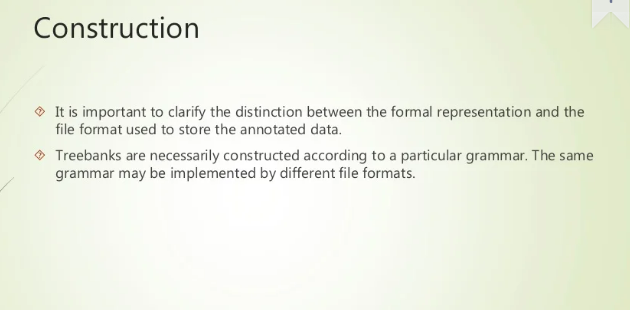 Construction
It is important to clarify the distinction between the formal representation and the
file format used to store the annotated data.
Treebanks are necessarily constructed according to a particular grammar. The same
grammar may be implemented by different file formats.